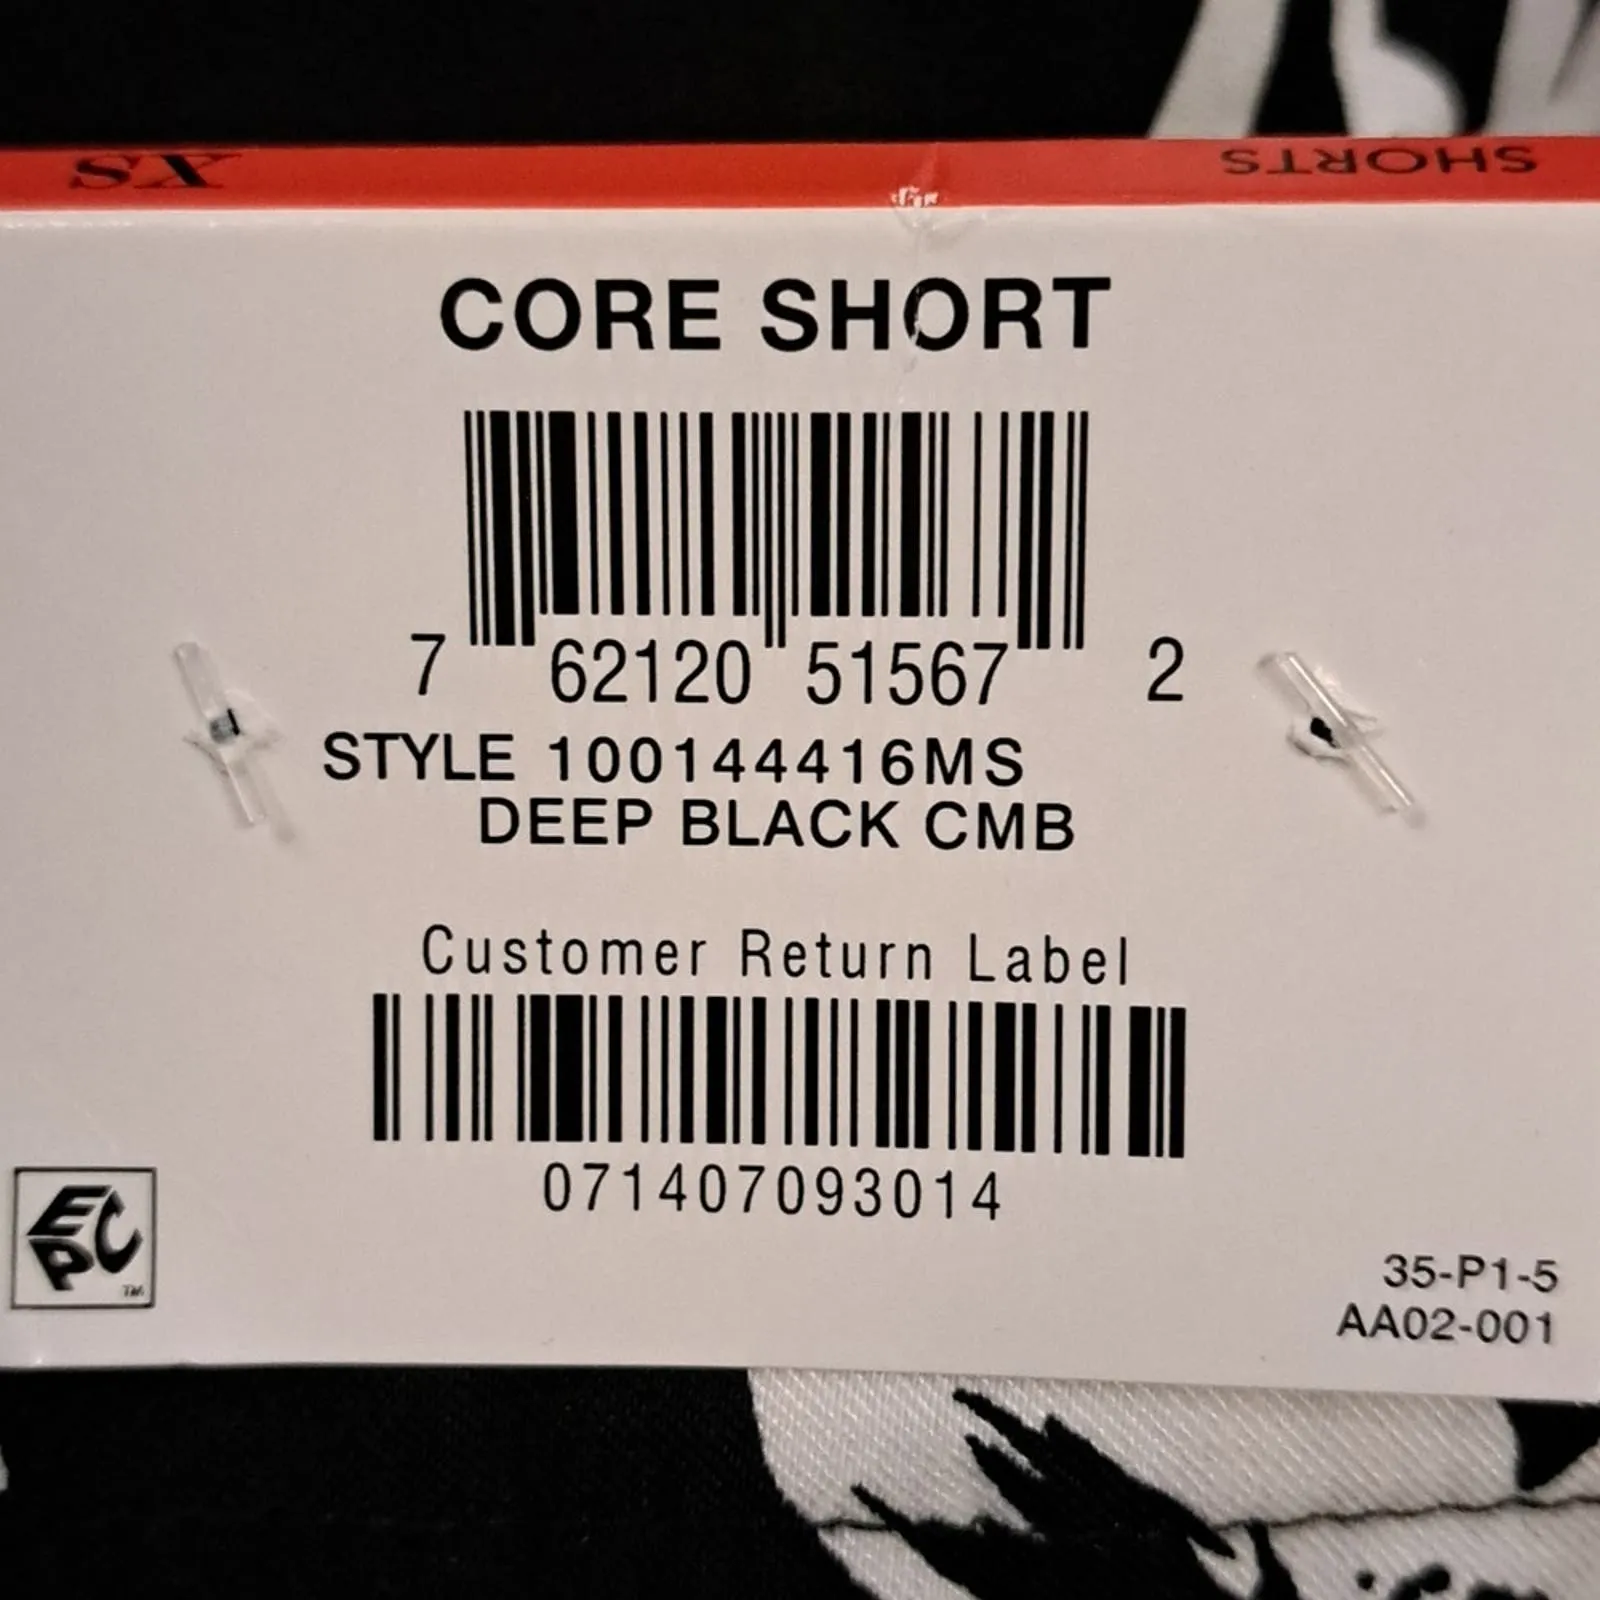 XS SHORTS
CORE SHORT
7 62120 51567 2
STYLE 100144416MS
DEEP BLACK CMB
Customer Return Label
071407093014
EPC
TM
35-P1-5
AA02-001